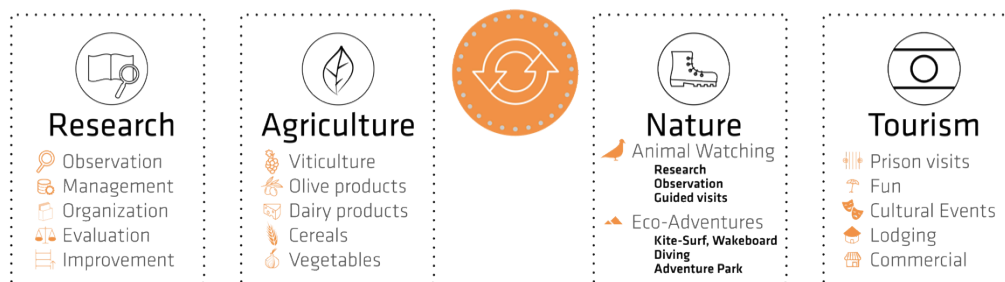 Research
Observation
Management
Organization
Evaluation
Improvement
Agriculture
Viticulture
Olive products
Dairy products
Cereals
Vegetables
Nature
Animal Watching
Research
Observation
Guided visits
Eco-Adventures
Kite-Surf, Wakeboard
Diving
Adventure Park
Tourism
Prison visits
Fun
Cultural Events
Lodging
Commercial